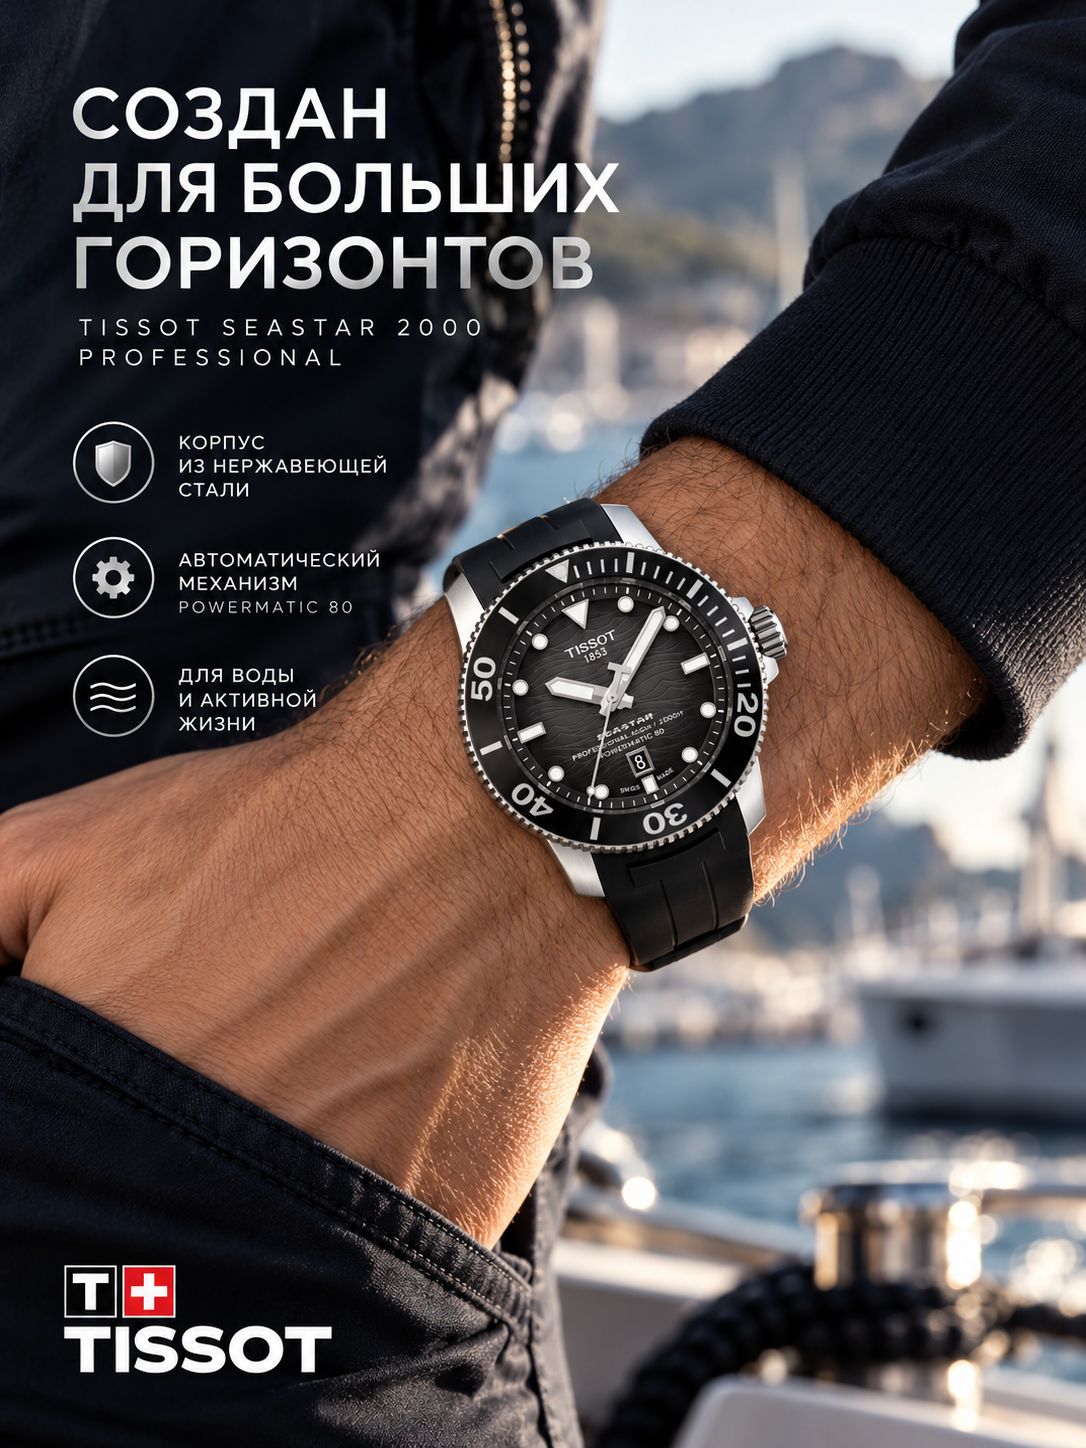 СОЗДАН
ДЛЯ БОЛЬШИХ
ГОРИЗОНТОВ
TISSOT SEASTAR 2000
PROFESSIONAL
КОРПУС
ИЗ НЕРЖАВЕЮЩЕЙ
СТАЛИ
АВТОМАТИЧЕСКИЙ
МЕХАНИЗМ
POWERMATIC 80
ДЛЯ ВОДЫ
И АКТИВНОЙ
ЖИЗНИ
TISSOT
1853
SEASTAR
POWERMATIC 80
8
20
30
40
50
T+
TISSOT